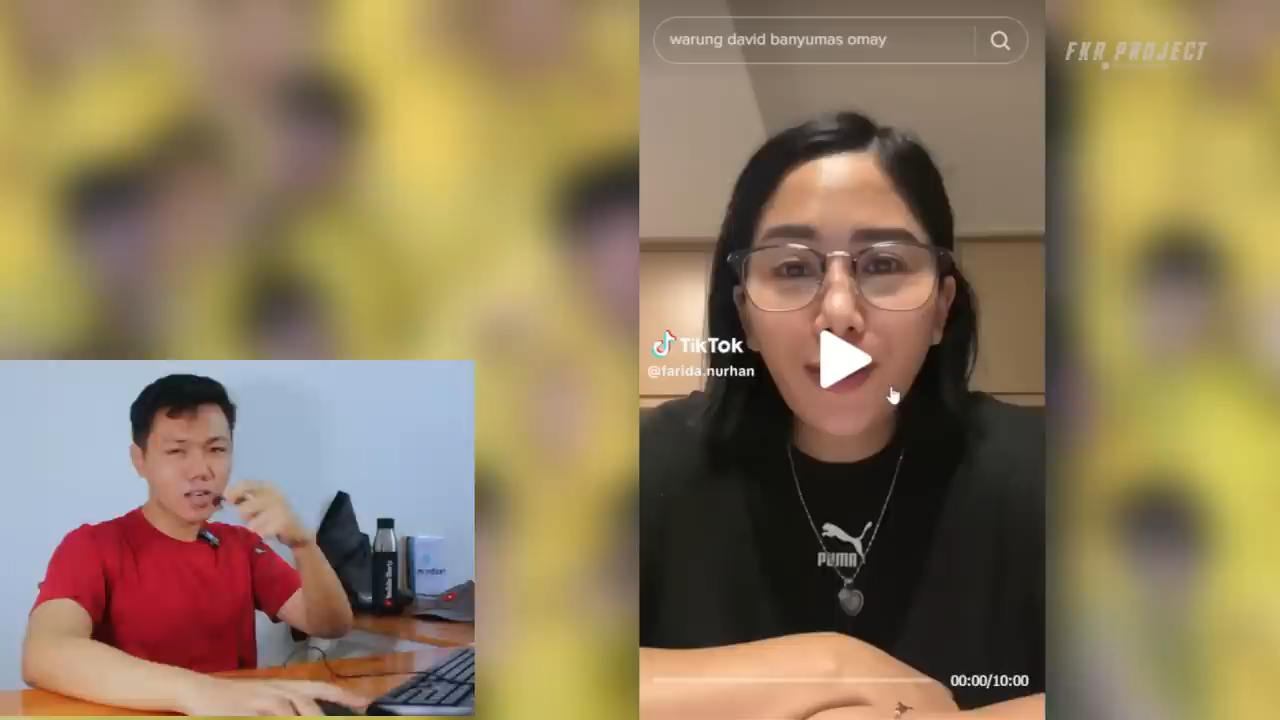 warung david banyumas omay
FKR PROJECT
TikTok
@farida.nurhan
PUMA
00:00/10:00